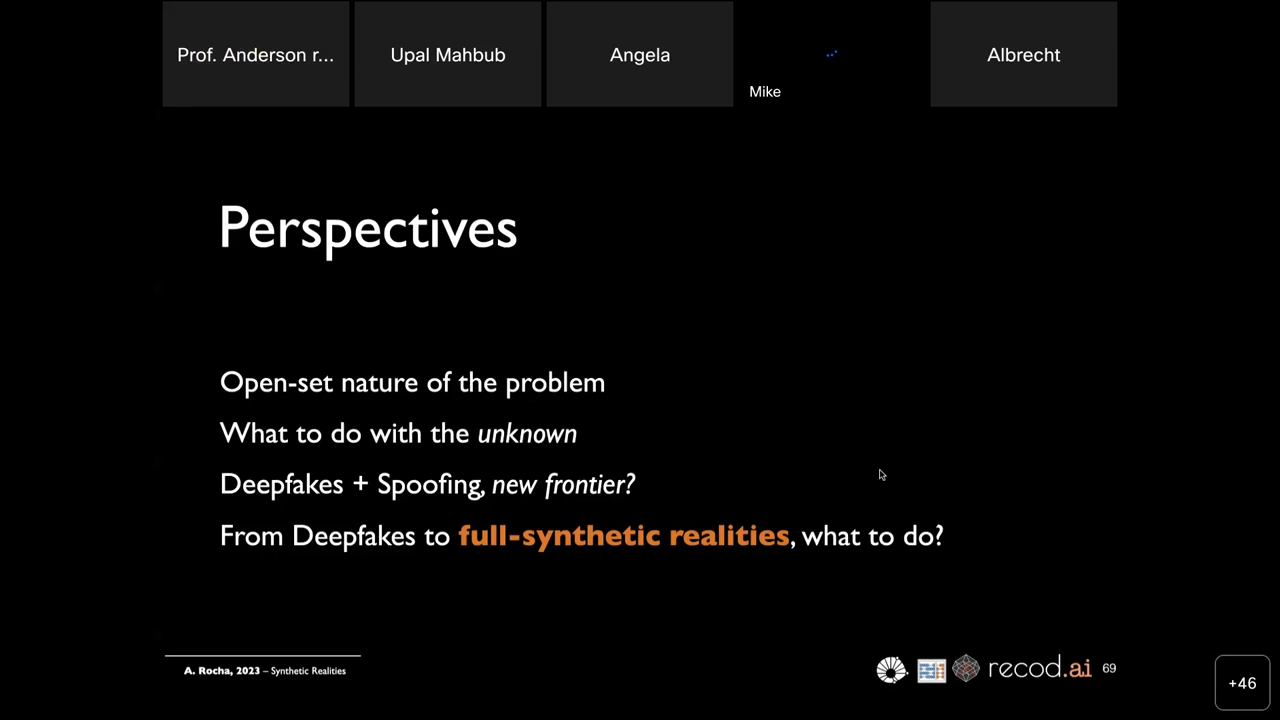 Prof. Anderson r...
Upal Mahbub
Angela
Mike
Albrecht
Perspectives
Open-set nature of the problem
What to do with the unknown
Deepfakes + Spoofing, new frontier?
From Deepfakes to full-synthetic realities, what to do?
A. Rocha, 2023 – Synthetic Realities
recod.ai 69
+46